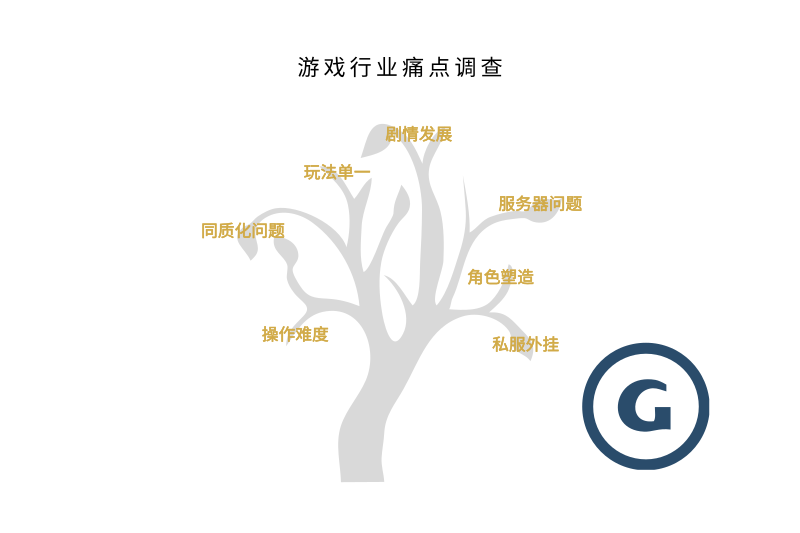 游戏行业痛点调查
剧情发展
玩法单一
服务器问题
同质化问题
角色塑造
操作难度
私服外挂
G